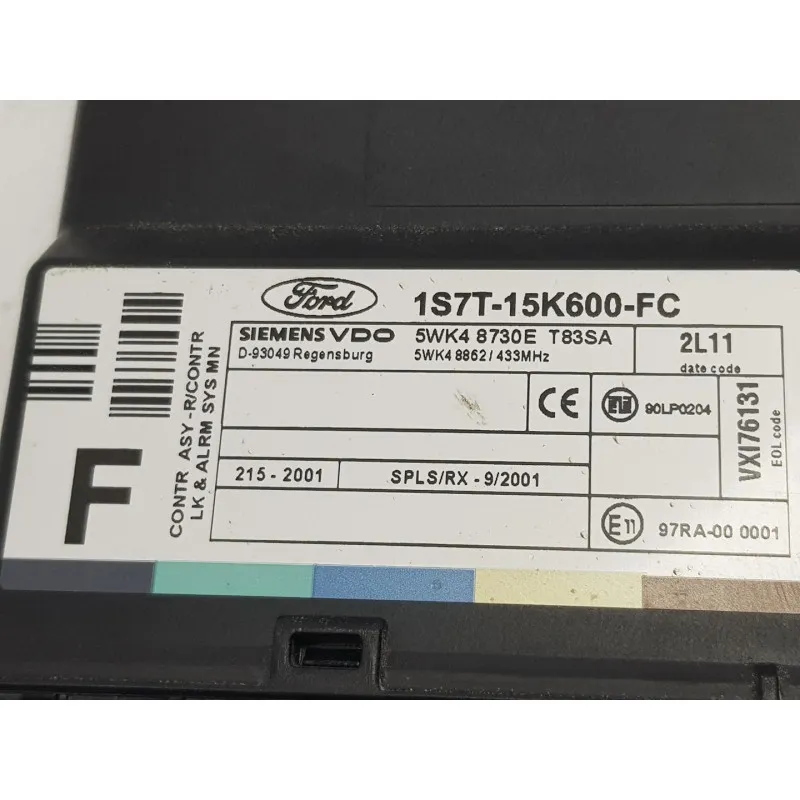 Ford 1S7T-15K600-FC
SIEMENS VDO 5WK4 8730E T83SA
D-93049 Regensburg 5WK4 8862 / 433MHz
2L11
date code
CE
90LP0204
VXI76131
EOL code
215 - 2001 SPLS/RX - 9/2001
E11 97RA-00 0001
CONTR ASY -R/CONTR
LK & ALRM SYS MN
F